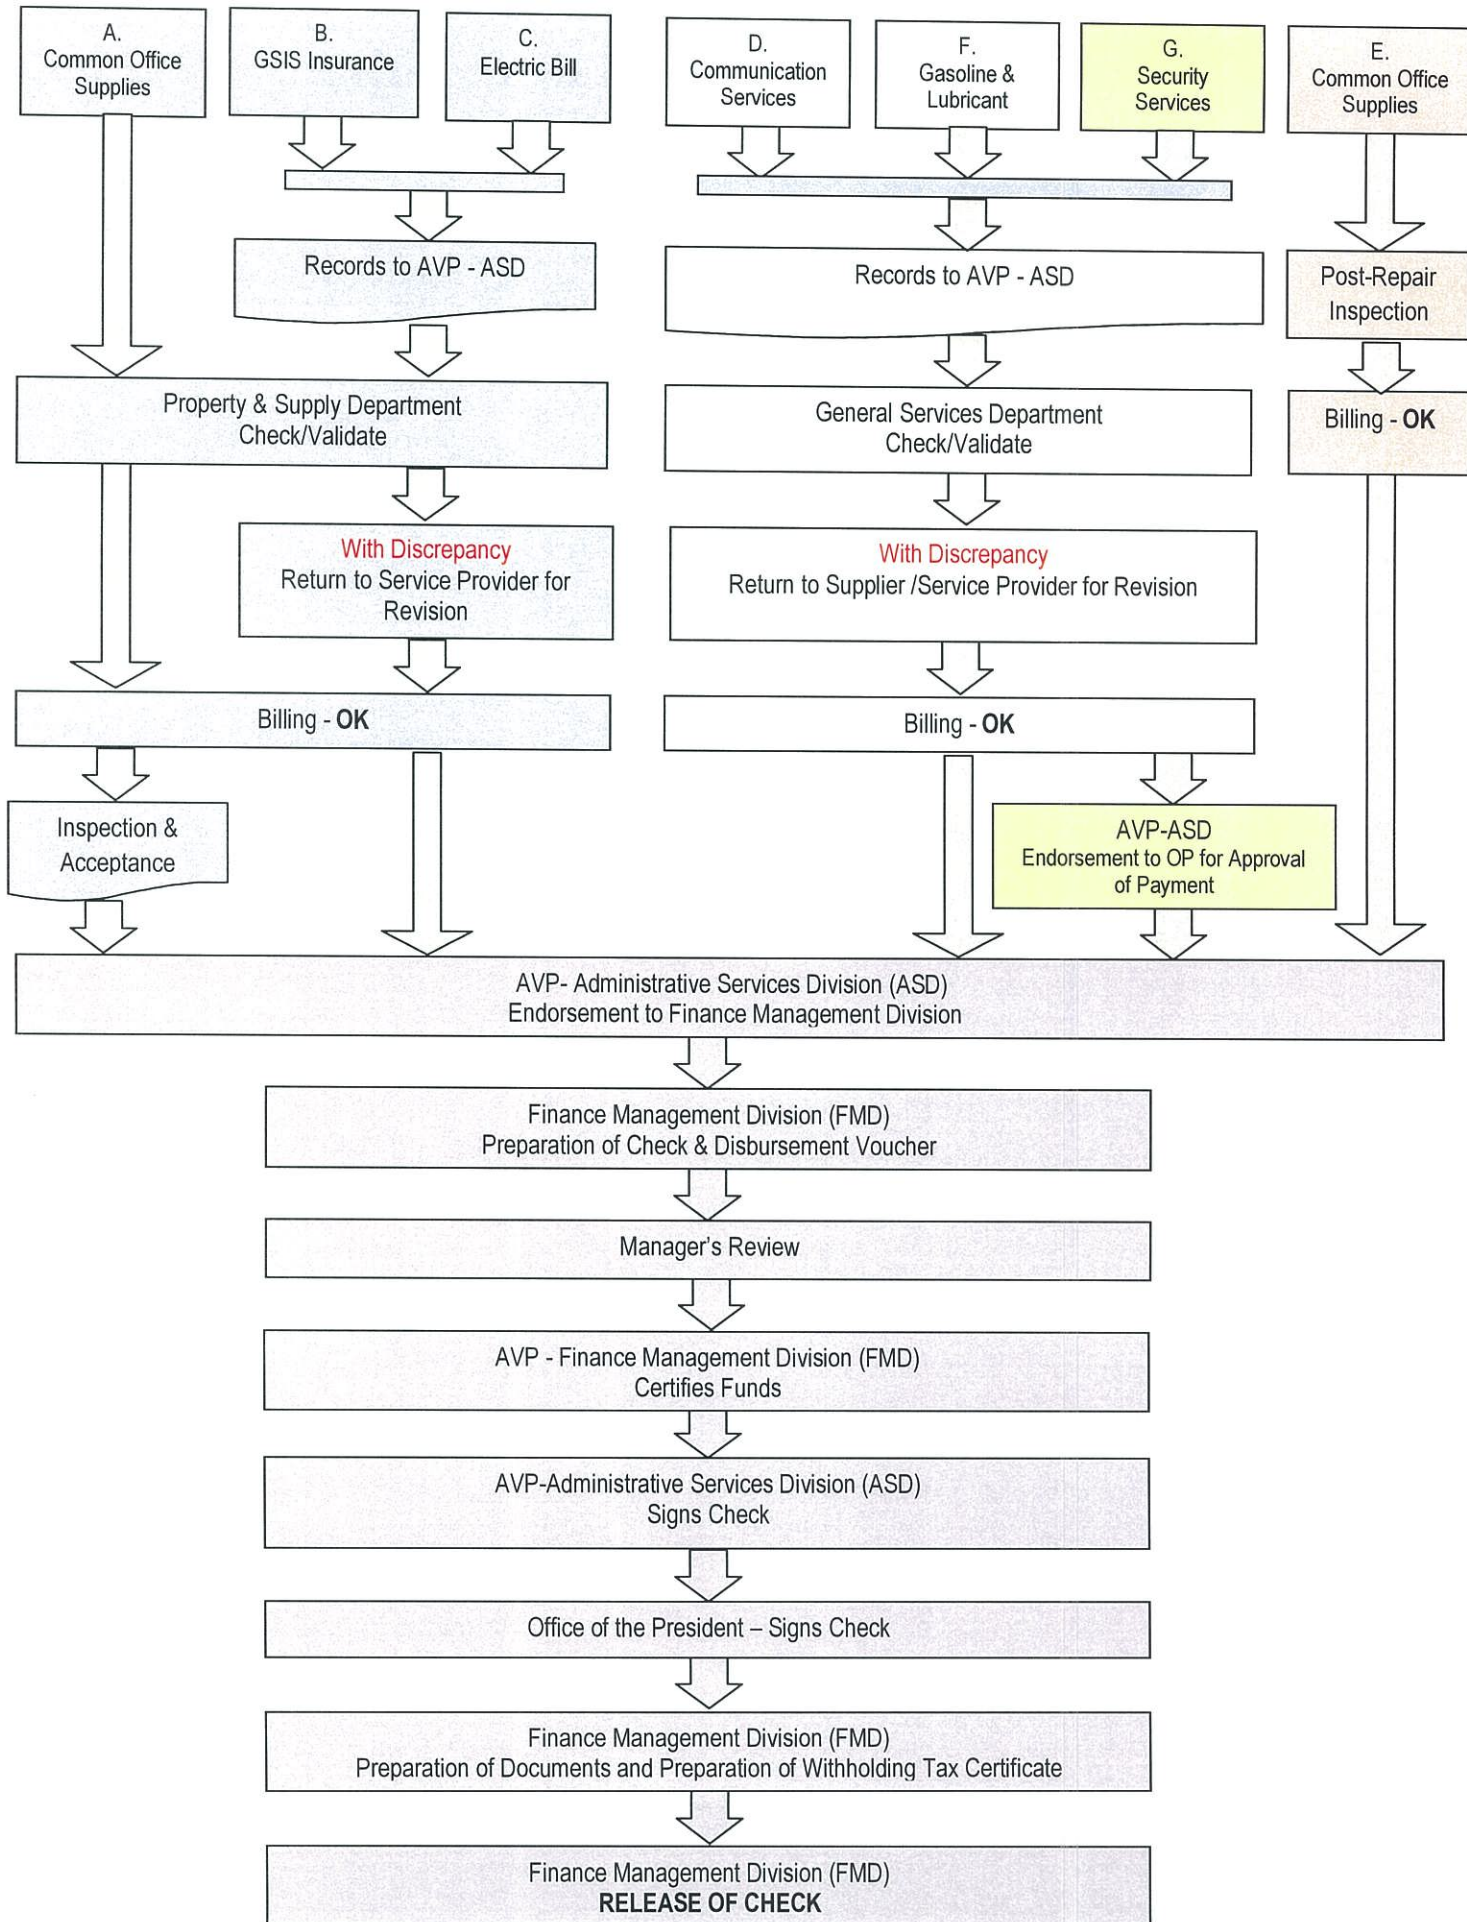 A.
Common Office
Supplies
B.
GSIS Insurance
C.
Electric Bill
D.
Communication
Services
F.
Gasoline &
Lubricant
G.
Security
Services
E.
Common Office
Supplies
Records to AVP - ASD
Records to AVP - ASD
Post-Repair
Inspection
Property & Supply Department
Check/Validate
General Services Department
Check/Validate
Billing - OK
With Discrepancy
Return to Service Provider for
Revision
With Discrepancy
Return to Supplier /Service Provider for Revision
Billing - OK
Billing - OK
Inspection &
Acceptance
AVP-ASD
Endorsement to OP for Approval
of Payment
AVP- Administrative Services Division (ASD)
Endorsement to Finance Management Division
Finance Management Division (FMD)
Preparation of Check & Disbursement Voucher
Manager's Review
AVP - Finance Management Division (FMD)
Certifies Funds
AVP-Administrative Services Division (ASD)
Signs Check
Office of the President – Signs Check
Finance Management Division (FMD)
Preparation of Documents and Preparation of Withholding Tax Certificate
Finance Management Division (FMD)
RELEASE OF CHECK